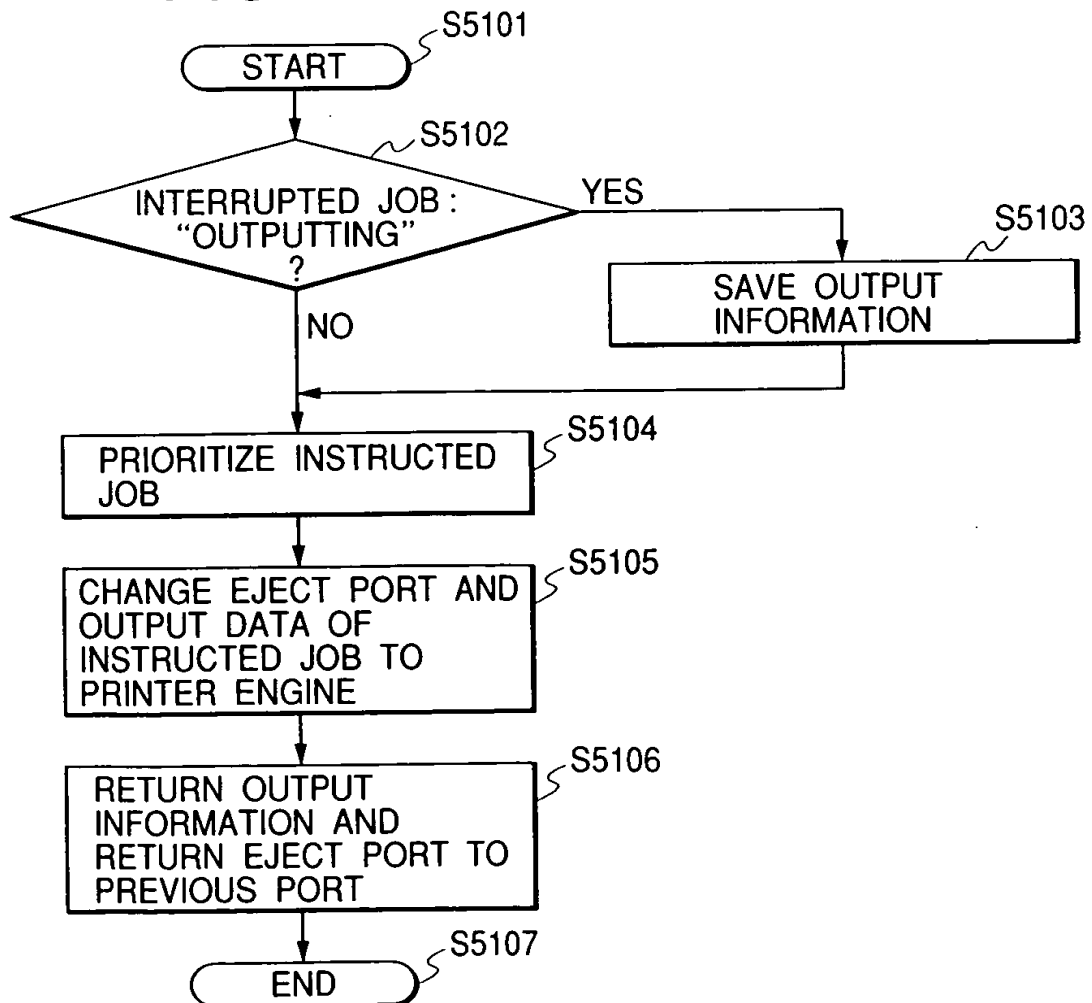 S5101
START
S5102
INTERRUPTED JOB :
“OUTPUTTING”
?
YES
S5103
SAVE OUTPUT
INFORMATION
NO
S5104
PRIORITIZE INSTRUCTED
JOB
S5105
CHANGE EJECT PORT AND
OUTPUT DATA OF
INSTRUCTED JOB TO
PRINTER ENGINE
S5106
RETURN OUTPUT
INFORMATION AND
RETURN EJECT PORT TO
PREVIOUS PORT
S5107
END